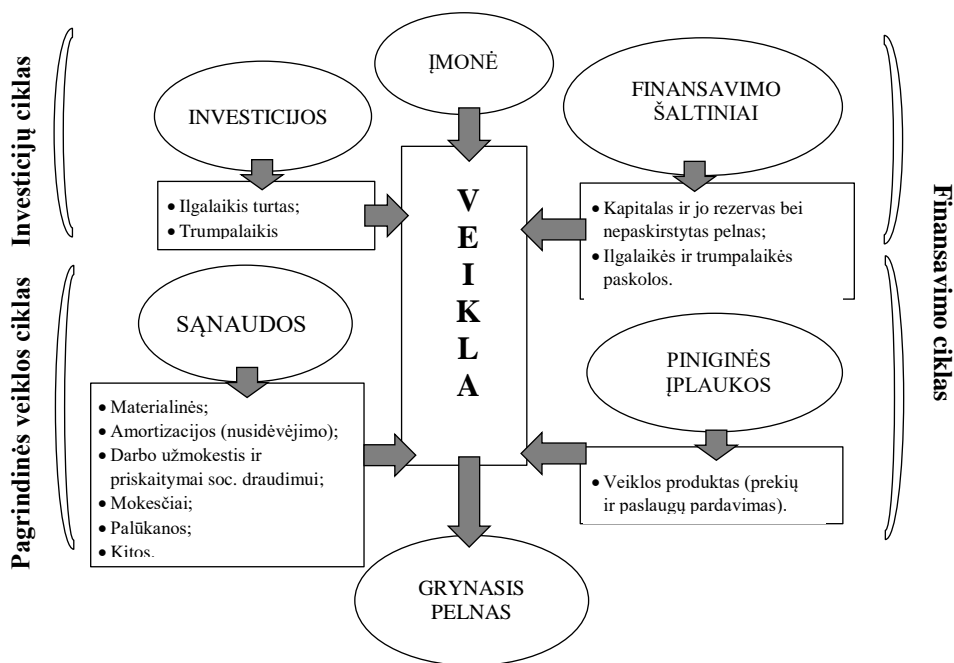 Investicijų ciklas
Pagrindinės veiklos ciklas
ĮMONĖ
INVESTICIJOS
• Ilgalaikis turtas;
• Trumpalaikis
FINANSAVIMO
ŠALTINIAI
• Kapitalas ir jo rezervas bei
nepaskirstytas pelnas;
• Ilgalaikės ir trumpalaikės
paskolos.
VEIKLA
SĄNAUDOS
• Materialinės;
• Amortizacijos (nusidėvėjimo);
• Darbo užmokestis ir
priskaitymai soc. draudimui;
• Mokesčiai;
• Palūkanos;
• Kitos.
PINIGINĖS
ĮPLAUKOS
• Veiklos produktas (prekių
ir paslaugų pardavimas).
GRYNASIS
PELNAS
Finansavimo ciklas